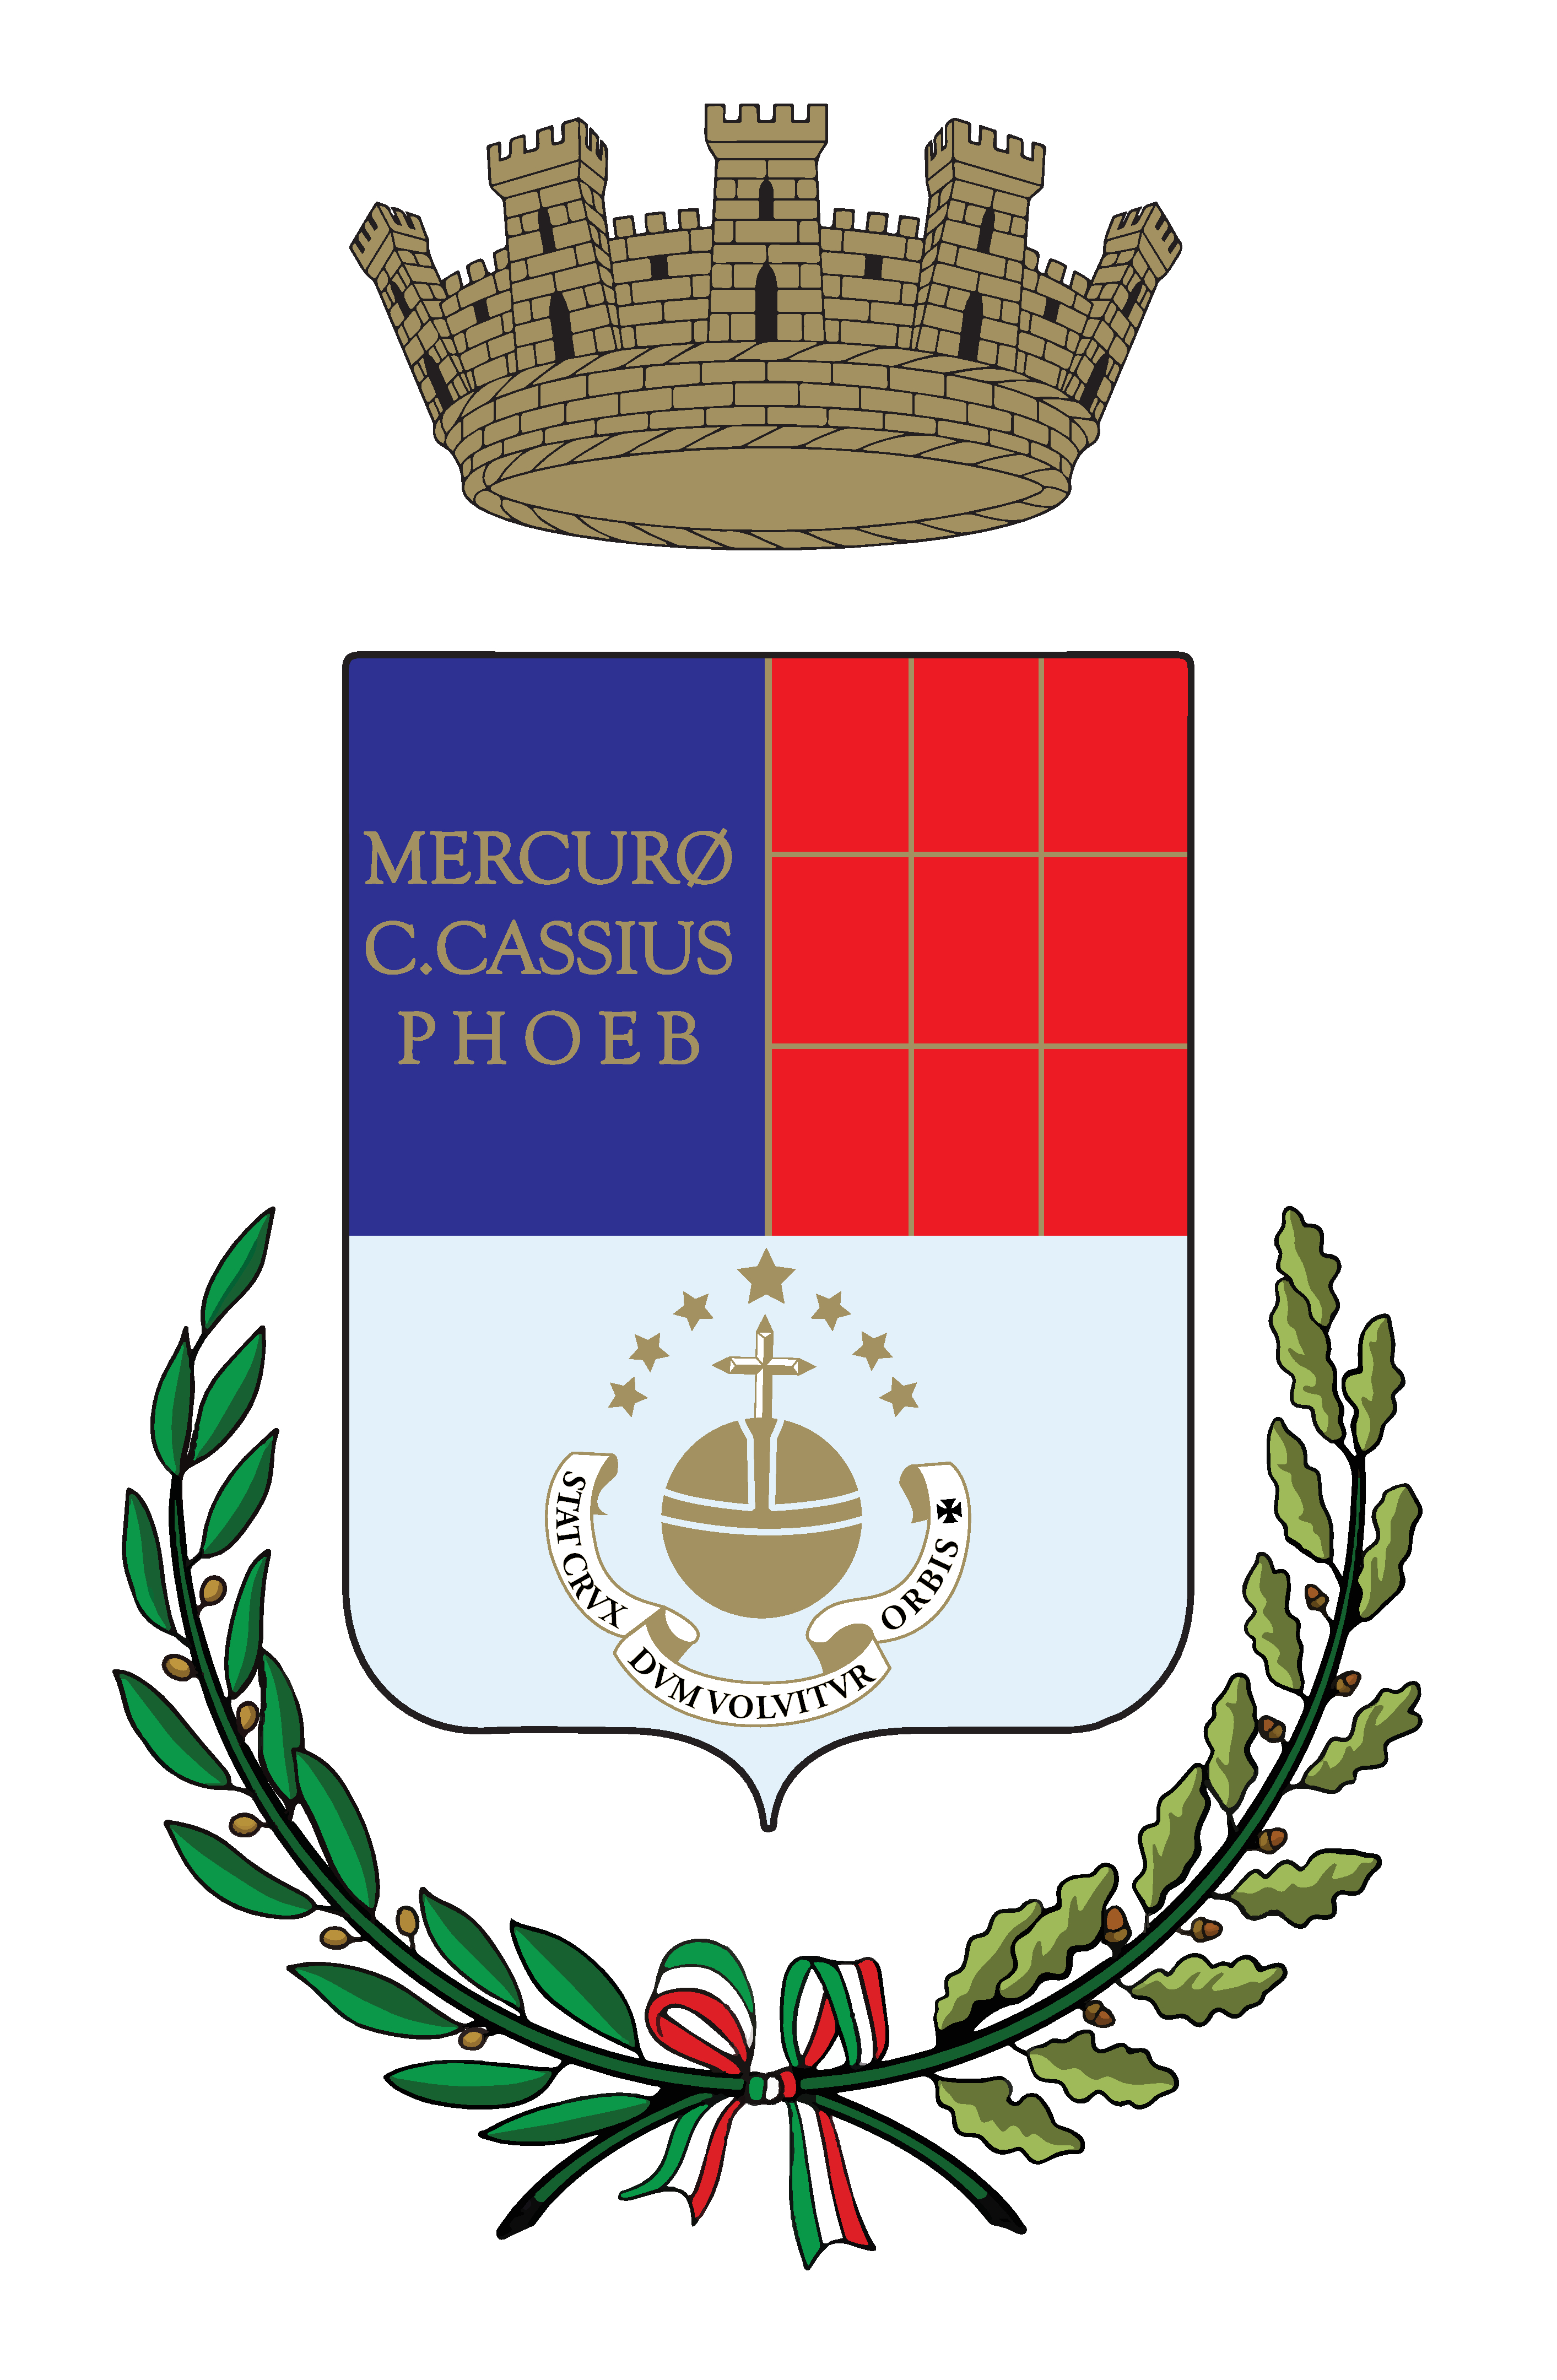 MERCURØ
C.CASSIUS
PHOEB
STAT CRVX
DVM VOLVITVR
ORBIS ✠